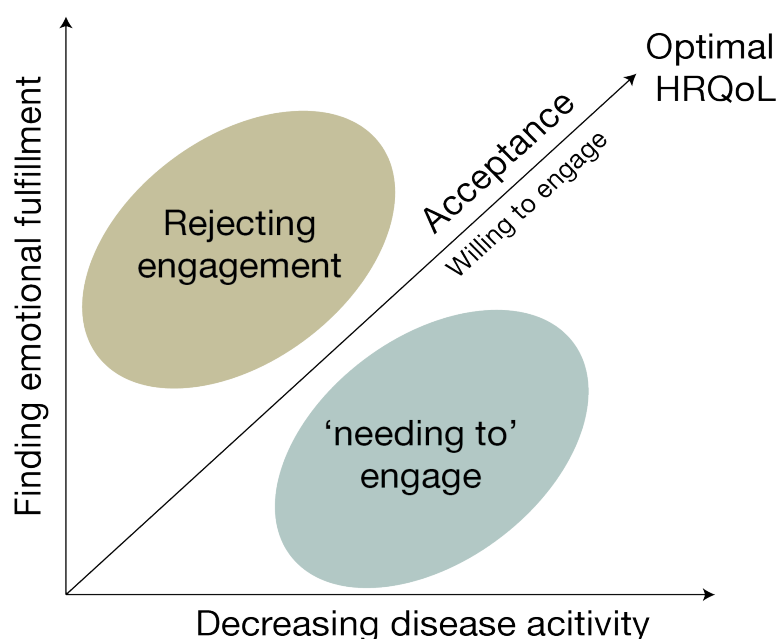 Optimal
HRQoL
Acceptance
Willing to engage
Rejecting
engagement
‘needing to’
engage
Finding emotional fulfillment
Decreasing disease acitivity